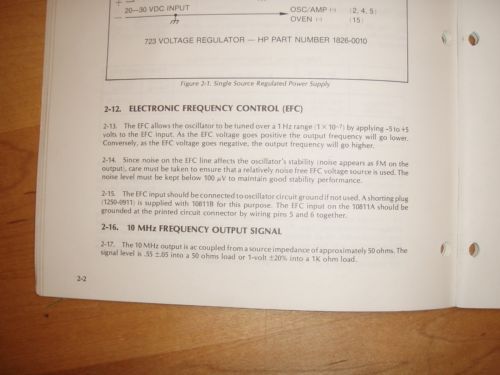 20—30 VDC INPUT
OSC/AMP (-) (2, 4, 5)
OVEN (-) (15)
723 VOLTAGE REGULATOR — HP PART NUMBER 1826-0010
Figure 2-1. Single Source Regulated Power Supply
2-12. ELECTRONIC FREQUENCY CONTROL (EFC)
2-13. The EFC allows the oscillator to be tuned over a 1 Hz range (1 × 10⁻⁷) by applying -5 to +5
volts to the EFC input. As the EFC voltage goes positive the output frequency will go lower.
Conversely, as the EFC voltage goes negative, the output frequency will go higher.
2-14. Since noise on the EFC line affects the oscillator's stability (noise appears as FM on the
output), care must be taken to ensure that a relatively noise free EFC voltage source is used. The
noise level must be kept below 100 μV to maintain good stability performance.
2-15. The EFC input should be connected to oscillator circuit ground if not used. A shorting plug
(1250-0911) is supplied with 10811B for this purpose. The EFC input on the 10811A should be
grounded at the printed circuit connector by wiring pins 5 and 6 together.
2-16. 10 MHz FREQUENCY OUTPUT SIGNAL
2-17. The 10 MHz output is ac coupled from a source impedance of approximately 50 ohms. The
signal level is .55 ±.05 into a 50 ohms load or 1-volt ±20% into a 1K ohm load.
2-2